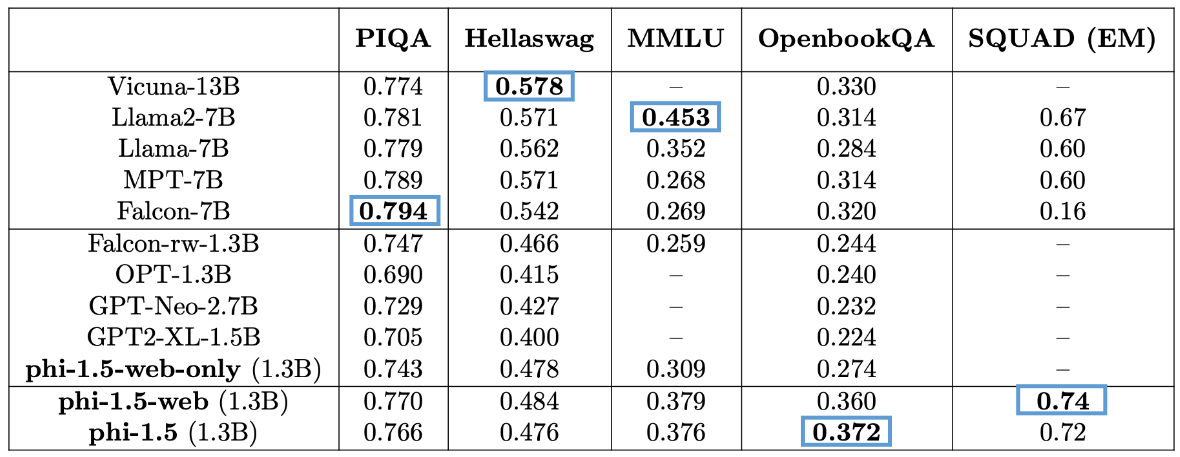 PIQA Hellaswag MMLU OpenbookQA SQUAD (EM)
Vicuna-13B 0.774 0.578 – 0.330 –
Llama2-7B 0.781 0.571 0.453 0.314 0.67
Llama-7B 0.779 0.562 0.352 0.284 0.60
MPT-7B 0.789 0.571 0.268 0.314 0.60
Falcon-7B 0.794 0.542 0.269 0.320 0.16
Falcon-rw-1.3B 0.747 0.466 0.259 0.244 –
OPT-1.3B 0.690 0.415 – 0.240 –
GPT-Neo-2.7B 0.729 0.427 – 0.232 –
GPT2-XL-1.5B 0.705 0.400 – 0.224 –
phi-1.5-web-only (1.3B) 0.743 0.478 0.309 0.274 –
phi-1.5-web (1.3B) 0.770 0.484 0.379 0.360 0.74
phi-1.5 (1.3B) 0.766 0.476 0.376 0.372 0.72